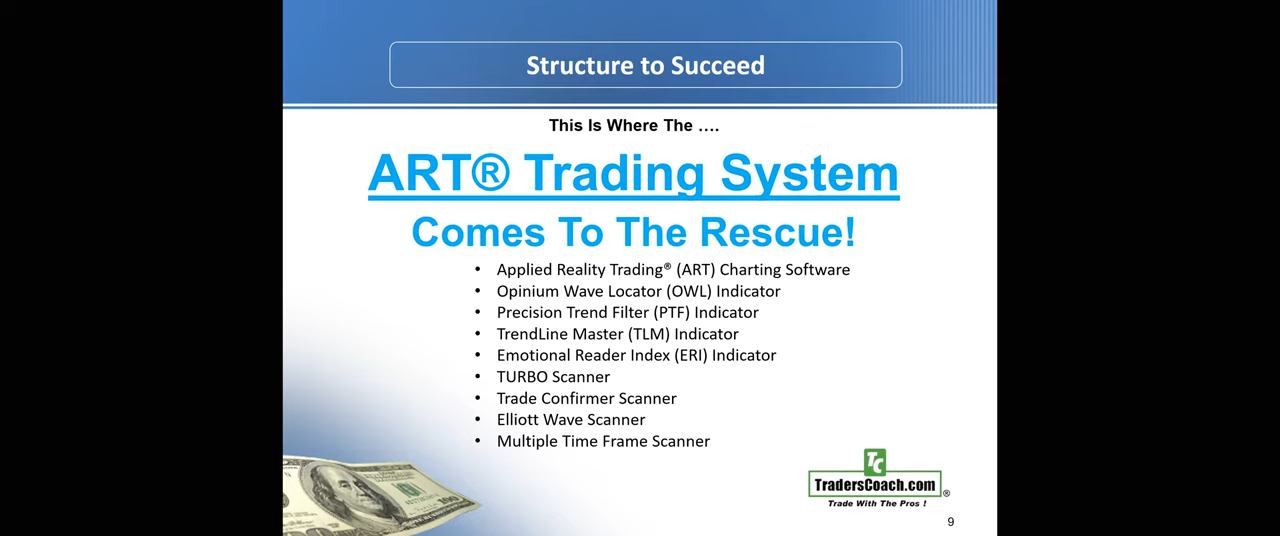 Structure to Succeed
This Is Where The ....
ART® Trading System
Comes To The Rescue!
• Applied Reality Trading® (ART) Charting Software
• Opinium Wave Locator (OWL) Indicator
• Precision Trend Filter (PTF) Indicator
• TrendLine Master (TLM) Indicator
• Emotional Reader Index (ERI) Indicator
• TURBO Scanner
• Trade Confirmer Scanner
• Elliott Wave Scanner
• Multiple Time Frame Scanner
TC
TradersCoach.com®
Trade With The Pros !
100
9